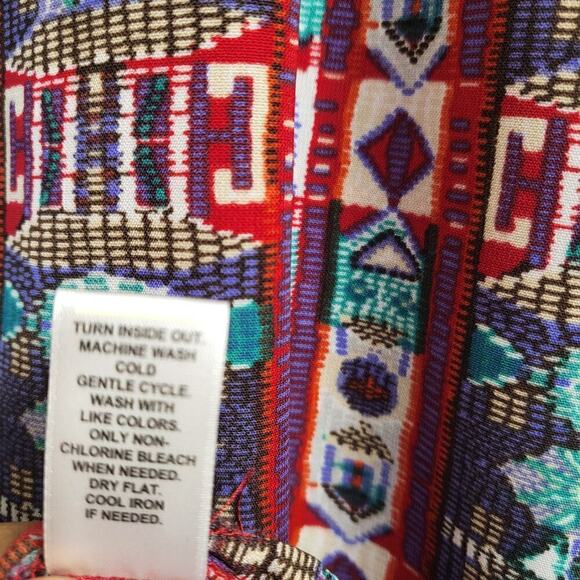 TURN INSIDE OUT.
MACHINE WASH
COLD
GENTLE CYCLE.
WASH WITH
LIKE COLORS.
ONLY NON-
CHLORINE BLEACH
WHEN NEEDED.
DRY FLAT.
COOL IRON
IF NEEDED.